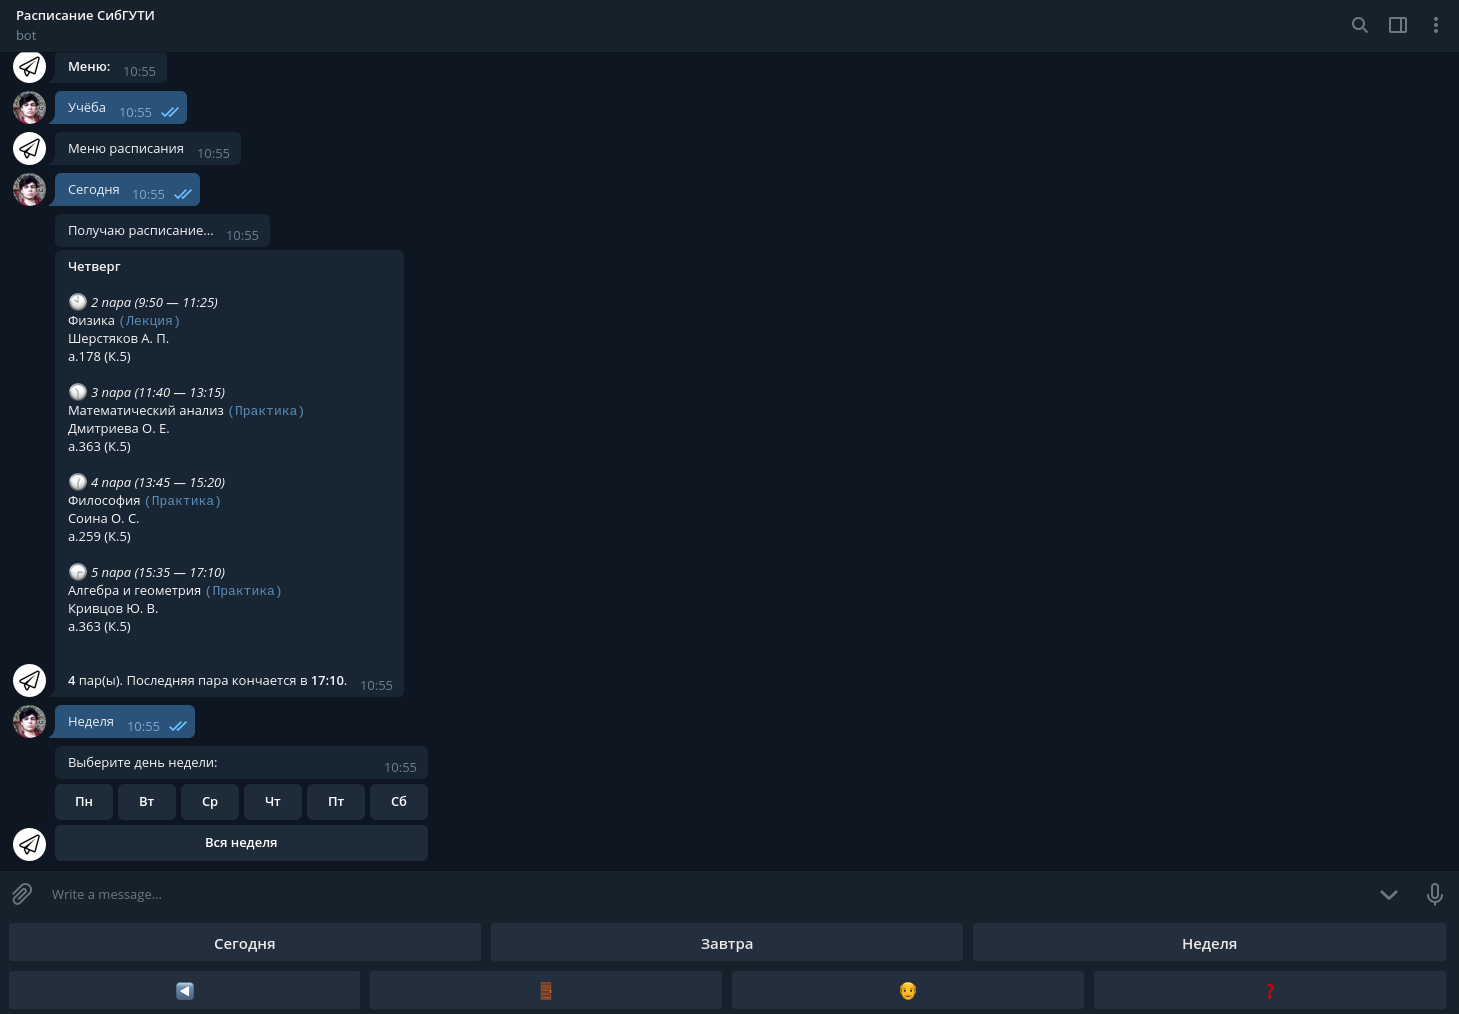 Расписание СибГУТИ
bot
Меню: 10:55
Учёба 10:55
Меню расписания 10:55
Сегодня 10:55
Получаю расписание... 10:55
Четверг
2 пара (9:50 — 11:25)
Физика (Лекция)
Шерстяков А. П.
а.178 (К.5)
3 пара (11:40 — 13:15)
Математический анализ (Практика)
Дмитриева О. Е.
а.363 (К.5)
4 пара (13:45 — 15:20)
Философия (Практика)
Соина О. С.
а.259 (К.5)
5 пара (15:35 — 17:10)
Алгебра и геометрия (Практика)
Кривцов Ю. В.
а.363 (К.5)
4 пар(ы). Последняя пара кончается в 17:10. 10:55
Неделя 10:55
Выберите день недели: 10:55
Пн Вт Ср Чт Пт Сб
Вся неделя
Write a message...
Сегодня Завтра Неделя